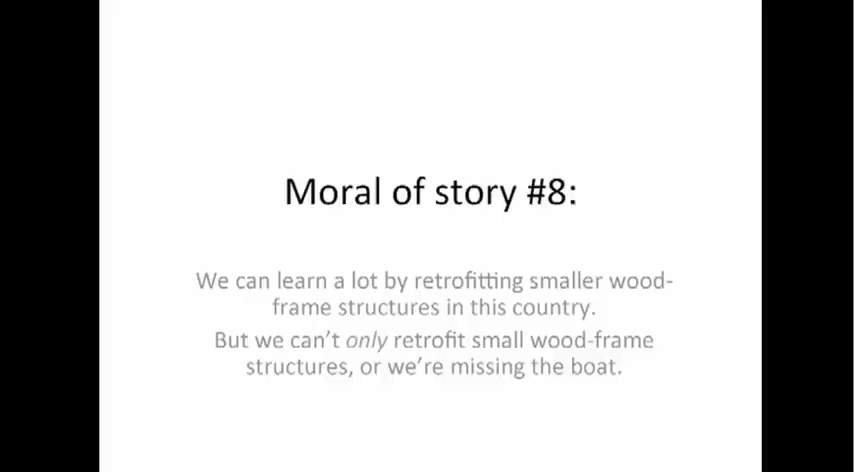 Moral of story #8:
We can learn a lot by retrofitting smaller wood-
frame structures in this country.
But we can't only retrofit small wood-frame
structures, or we're missing the boat.